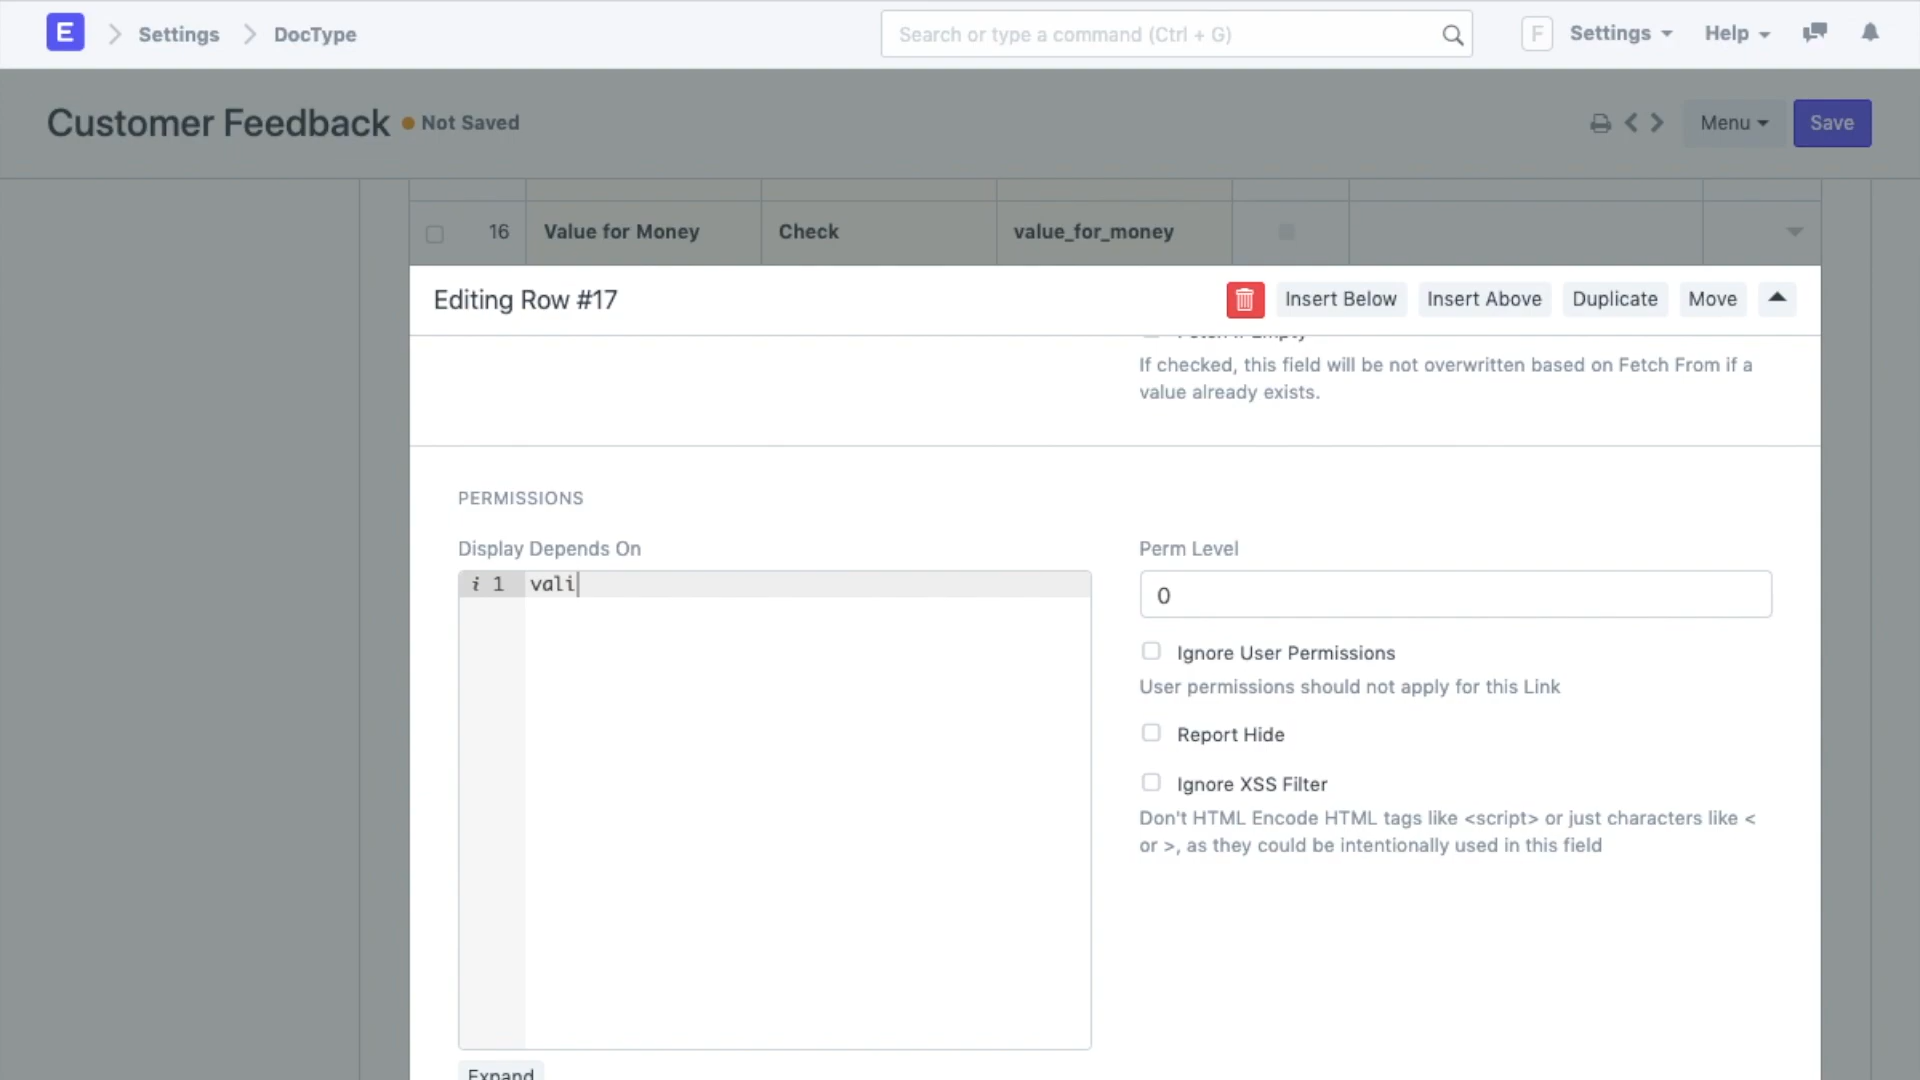 E
Settings
DocType
Search or type a command (Ctrl + G)
F
Settings
Help
Customer Feedback
Not Saved
Menu
Save
16
Value for Money
Check
value_for_money
Editing Row #17
Insert Below
Insert Above
Duplicate
Move
Fetch If Empty
If checked, this field will be not overwritten based on Fetch From if a
value already exists.
PERMISSIONS
Display Depends On
i 1 vali
Expand
Perm Level
0
Ignore User Permissions
User permissions should not apply for this Link
Report Hide
Ignore XSS Filter
Don't HTML Encode HTML tags like <script> or just characters like <
or >, as they could be intentionally used in this field